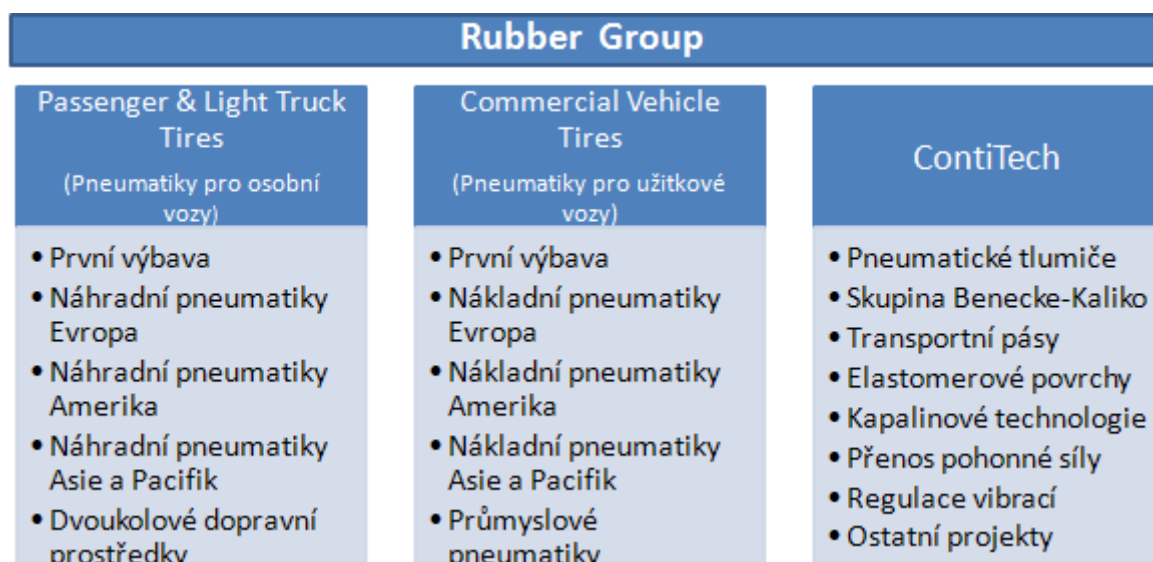 Rubber Group
Passenger & Light Truck
Tires
(Pneumatiky pro osobní
vozy)
• První výbava
• Náhradní pneumatiky
Evropa
• Náhradní pneumatiky
Amerika
• Náhradní pneumatiky
Asie a Pacifik
• Dvoukolové dopravní
prostředky
Commercial Vehicle
Tires
(Pneumatiky pro užitkové
vozy)
• První výbava
• Nákladní pneumatiky
Evropa
• Nákladní pneumatiky
Amerika
• Nákladní pneumatiky
Asie a Pacifik
• Průmyslové
pneumatiky
ContiTech
• Pneumatické tlumiče
• Skupina Benecke-Kaliko
• Transportní pásy
• Elastomerové povrchy
• Kapalinové technologie
• Přenos pohonné síly
• Regulace vibrací
• Ostatní projekty